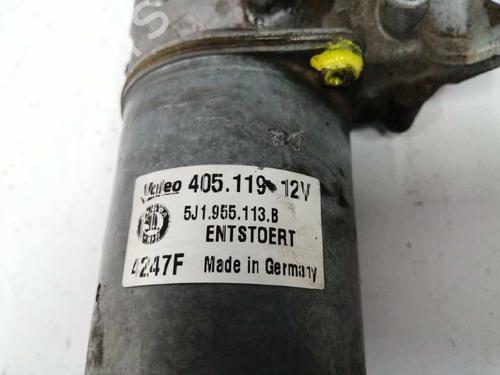 Valeo 405.119 12V
5J1.955.113.B
ENTSTOERT
4247F Made in Germany